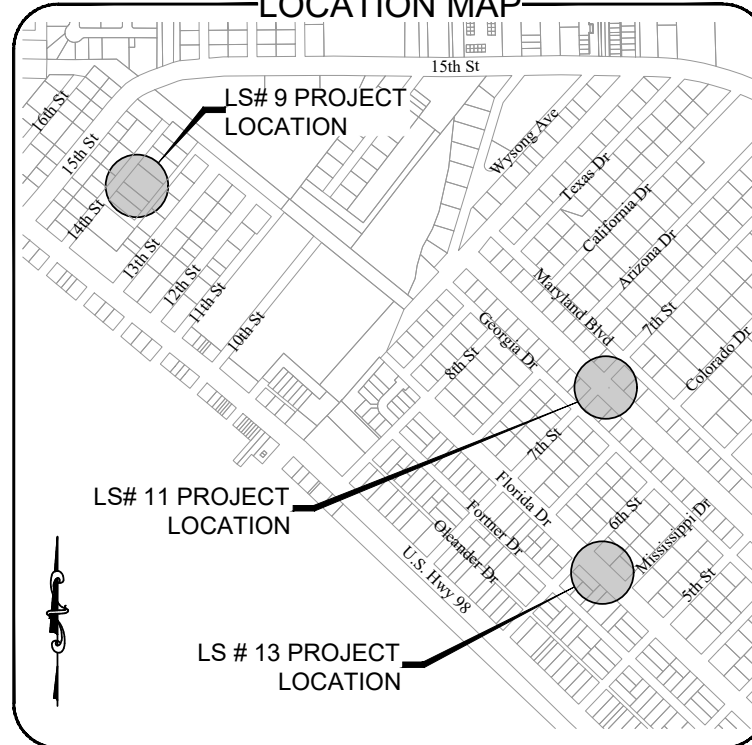 LOCATION MAP
15th St
LS# 9 PROJECT
LOCATION
16th St
15th St
14th St
13th St
12th St
11th St
10th St
Wysong Ave
Texas Dr
California Dr
Arizona Dr
Maryland Blvd
7th St
Colorado Dr
Georgia Dr
8th St
7th St
LS# 11 PROJECT
LOCATION
Florida Dr
Fortner Dr
Oleander Dr
U.S. Hwy 98
6th St
Mississippi Dr
5th St
LS # 13 PROJECT
LOCATION